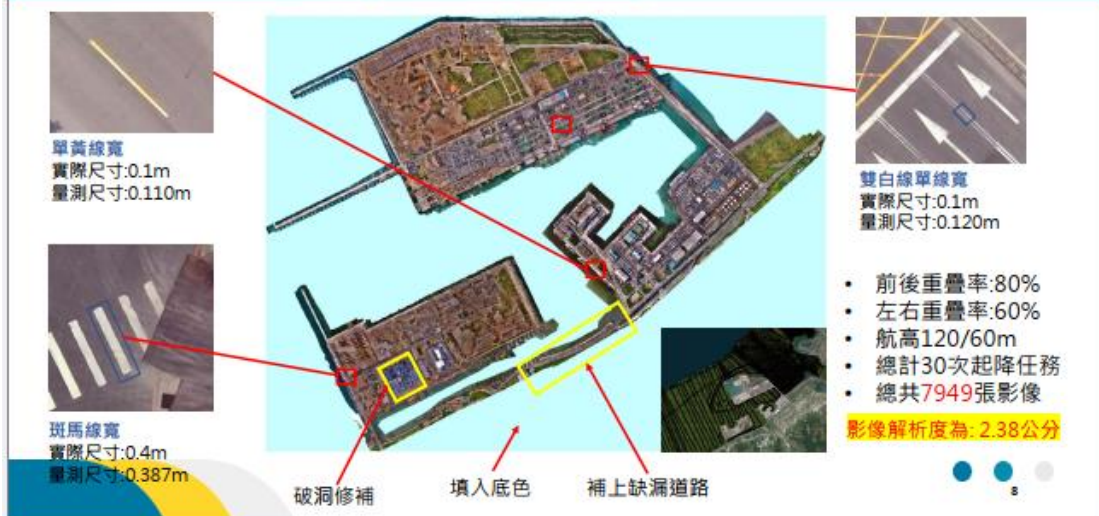 單黃線寬
實際尺寸:0.1m
量測尺寸:0.110m
斑馬線寬
實際尺寸:0.4m
量測尺寸:0.387m
破洞修補
填入底色
補上缺漏道路
雙白線單線寬
實際尺寸:0.1m
量測尺寸:0.120m
• 前後重疊率:80%
• 左右重疊率:60%
• 航高120/60m
• 總計30次起降任務
• 總共7949張影像
影像解析度為: 2.38公分
8